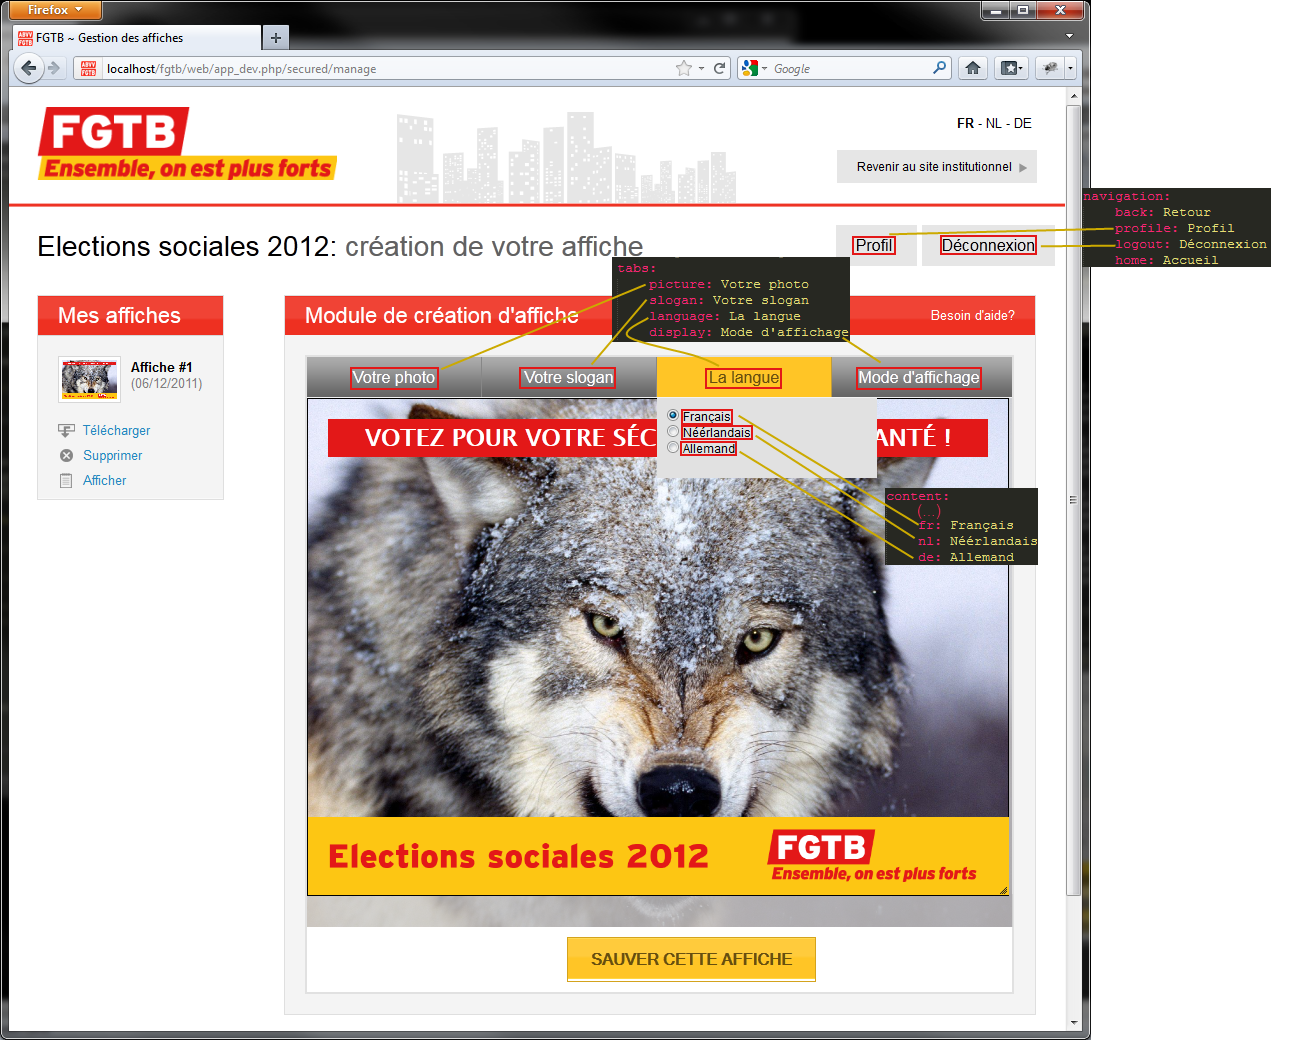 Firefox
FGTB ~ Gestion des affiches
localhost/fgtb/web/app_dev.php/secured/manage
Google
FGTB
Ensemble, on est plus forts
FR - NL - DE
Revenir au site institutionnel
navigation:
back: Retour
profile: Profil
logout: Déconnexion
home: Accueil
Elections sociales 2012: création de votre affiche
Profil
Déconnexion
tabs:
picture: Votre photo
slogan: Votre slogan
language: La langue
display: Mode d'affichage
Mes affiches
Module de création d'affiche
Besoin d'aide?
Affiche #1
(06/12/2011)
Télécharger
Supprimer
Afficher
Votre photo
Votre slogan
La langue
Mode d'affichage
Français
Néérlandais
Allemand
VOTEZ POUR VOTRE SÉC
ANTÉ !
content:
(...)
fr: Français
nl: Néérlandais
de: Allemand
Elections sociales 2012
FGTB
Ensemble, on est plus forts
SAUVER CETTE AFFICHE